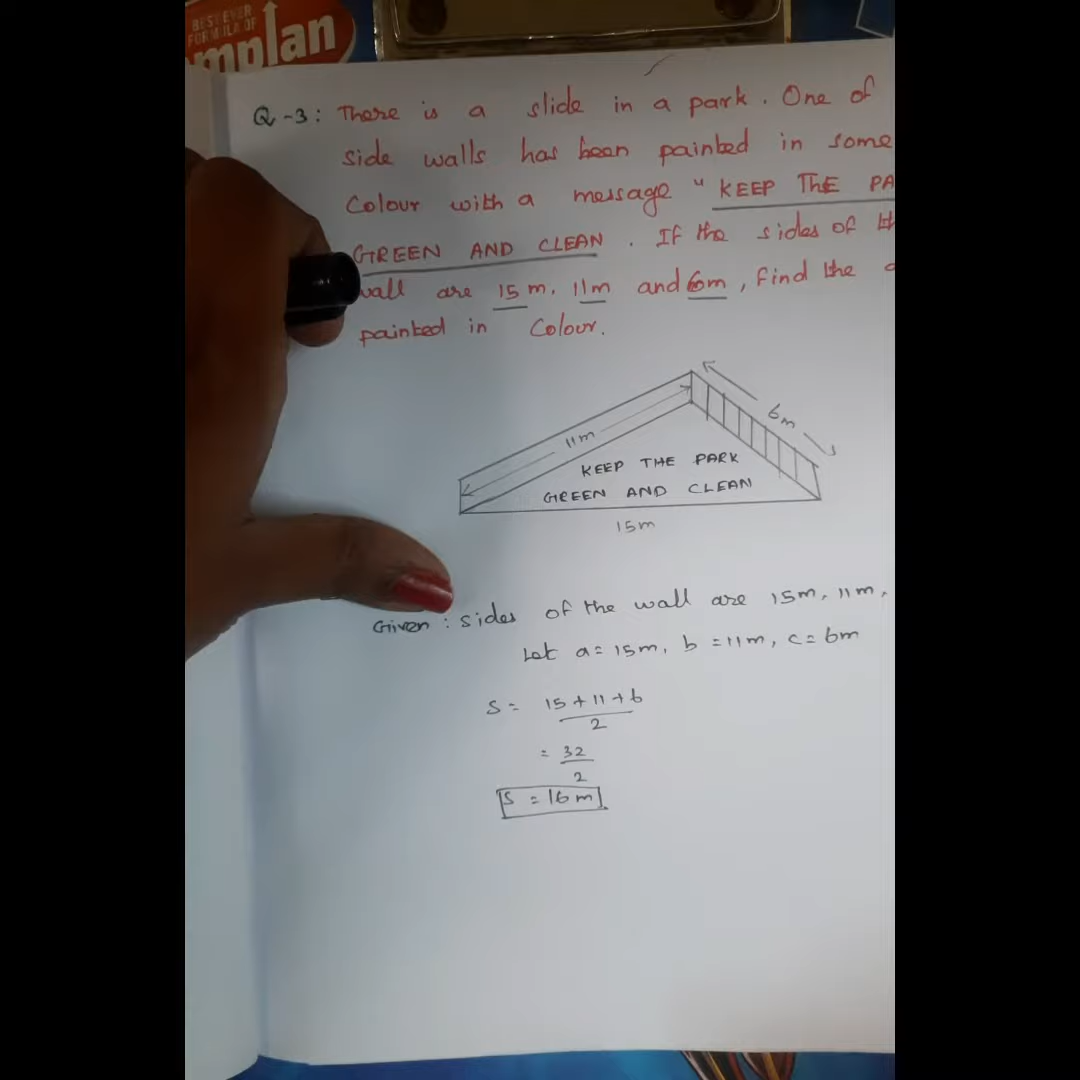 BEST EVER
FORMULA OF
mplan
Q-3: There is a slide in a park. One of
side walls has been painted in some
Colour with a message "KEEP THE PA
GREEN AND CLEAN. If the sides of th
wall are 15m, 11m and 6m, find the a
painted in Colour.
6m
11m
KEEP THE PARK
GREEN AND CLEAN
15m
Given: sides of the wall are 15m, 11m,
Let a=15m, b=11m, c=6m
S = 15+11+6
2
= 32
2
S = 16m